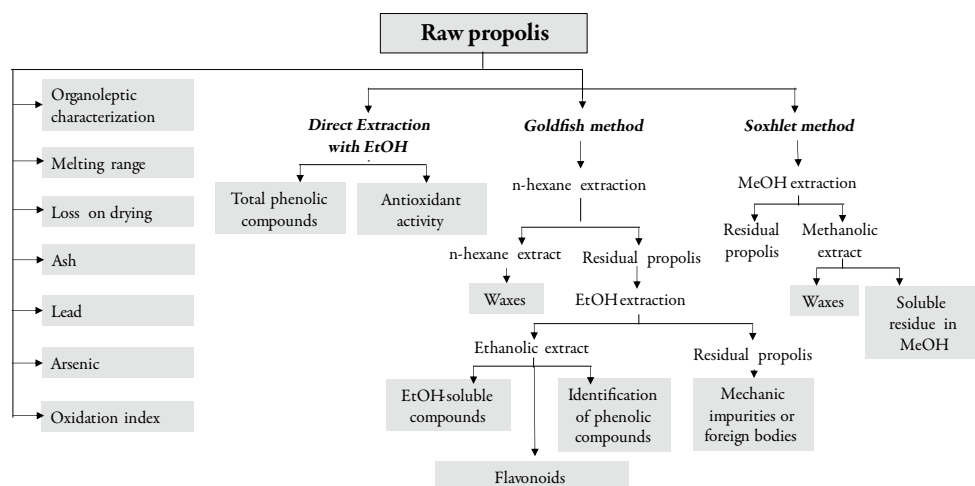 Raw propolis
Organoleptic
characterization
Melting range
Loss on drying
Ash
Lead
Arsenic
Oxidation index
Direct Extraction
with EtOH
Total phenolic
compounds
Antioxidant
activity
Goldfish method
n-hexane extraction
n-hexane extract
Waxes
Residual propolis
EtOH extraction
Ethanolic extract
EtOH-soluble
compounds
Flavonoids
Identification
of phenolic
compounds
Residual propolis
Mechanic
impurities or
foreign bodies
Soxhlet method
MeOH extraction
Residual
propolis
Methanolic
extract
Waxes
Soluble
residue in
MeOH